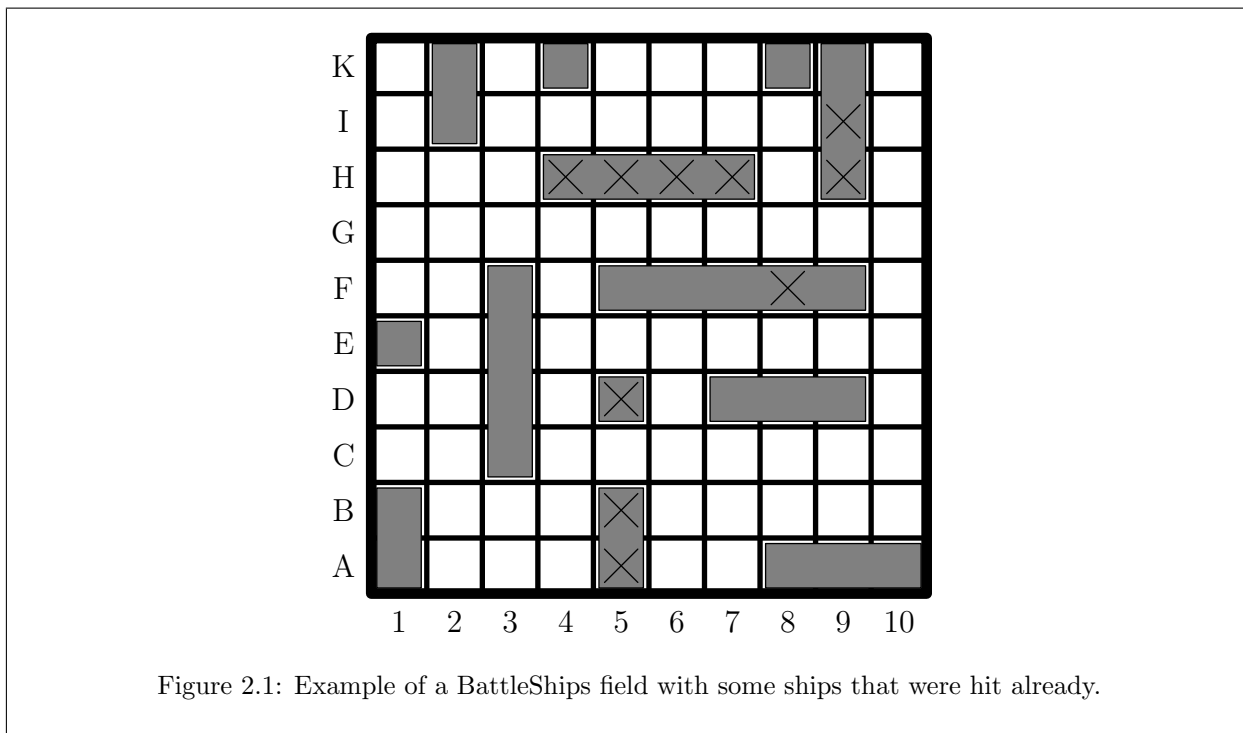 K
I
H
G
F
E
D
C
B
A
1 2 3 4 5 6 7 8 9 10
Figure 2.1: Example of a BattleShips field with some ships that were hit already.